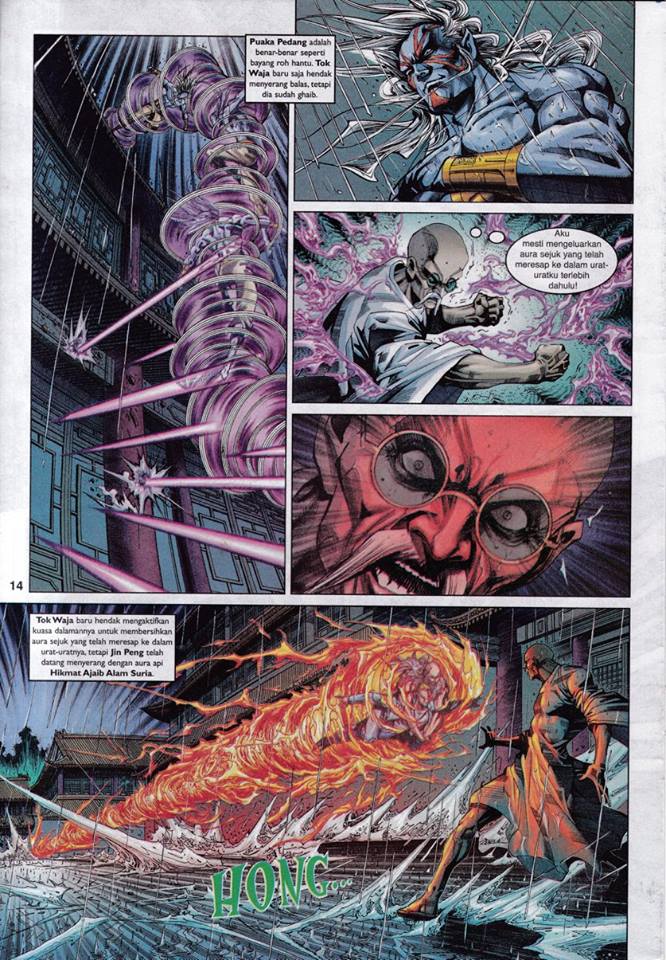 Puaka Pedang adalah
benar-benar seperti
bayang roh hantu. Tok
Waja baru saja hendak
menyerang balas, tetapi
dia sudah ghaib.
Aku
mesti mengeluarkan
aura sejuk yang telah
meresap ke dalam urat-
uratku terlebih
dahulu!
14
Tok Waja baru hendak mengaktifkan
kuasa dalamannya untuk membersihkan
aura sejuk yang telah meresap ke dalam
urat-uratnya, tetapi Jin Peng telah
datang menyerang dengan aura api
Hikmat Ajaib Alam Suria.
HONG...